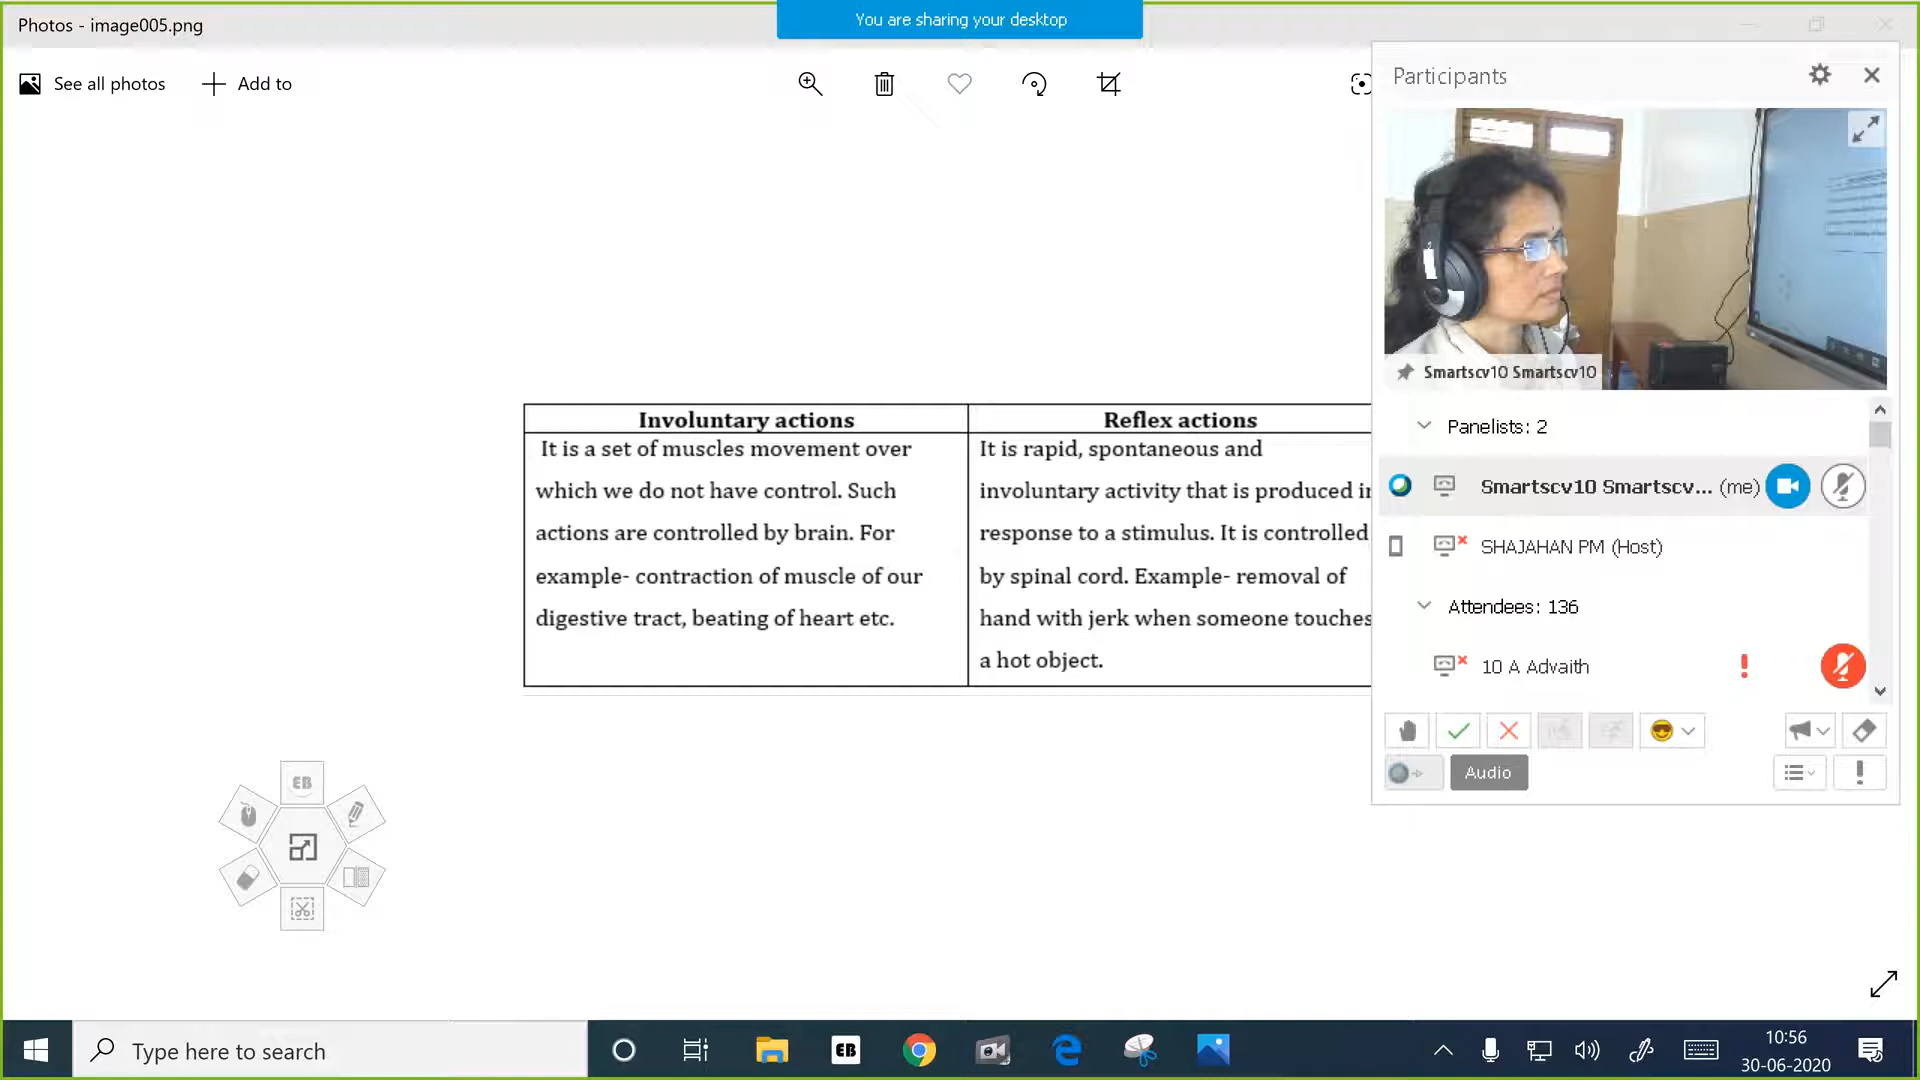 Photos - image005.png
You are sharing your desktop
See all photos
Add to
Participants
Smartscv10 Smartscv10
Panelists: 2
Smartscv10 Smartscv... (me)
SHAJAHAN PM (Host)
Attendees: 136
10 A Advaith
Audio
Involuntary actions
It is a set of muscles movement over
which we do not have control. Such
actions are controlled by brain. For
example- contraction of muscle of our
digestive tract, beating of heart etc.
Reflex actions
It is rapid, spontaneous and
involuntary activity that is produced in
response to a stimulus. It is controlled
by spinal cord. Example- removal of
hand with jerk when someone touches
a hot object.
EB
Type here to search
EB
10:56
30-06-2020